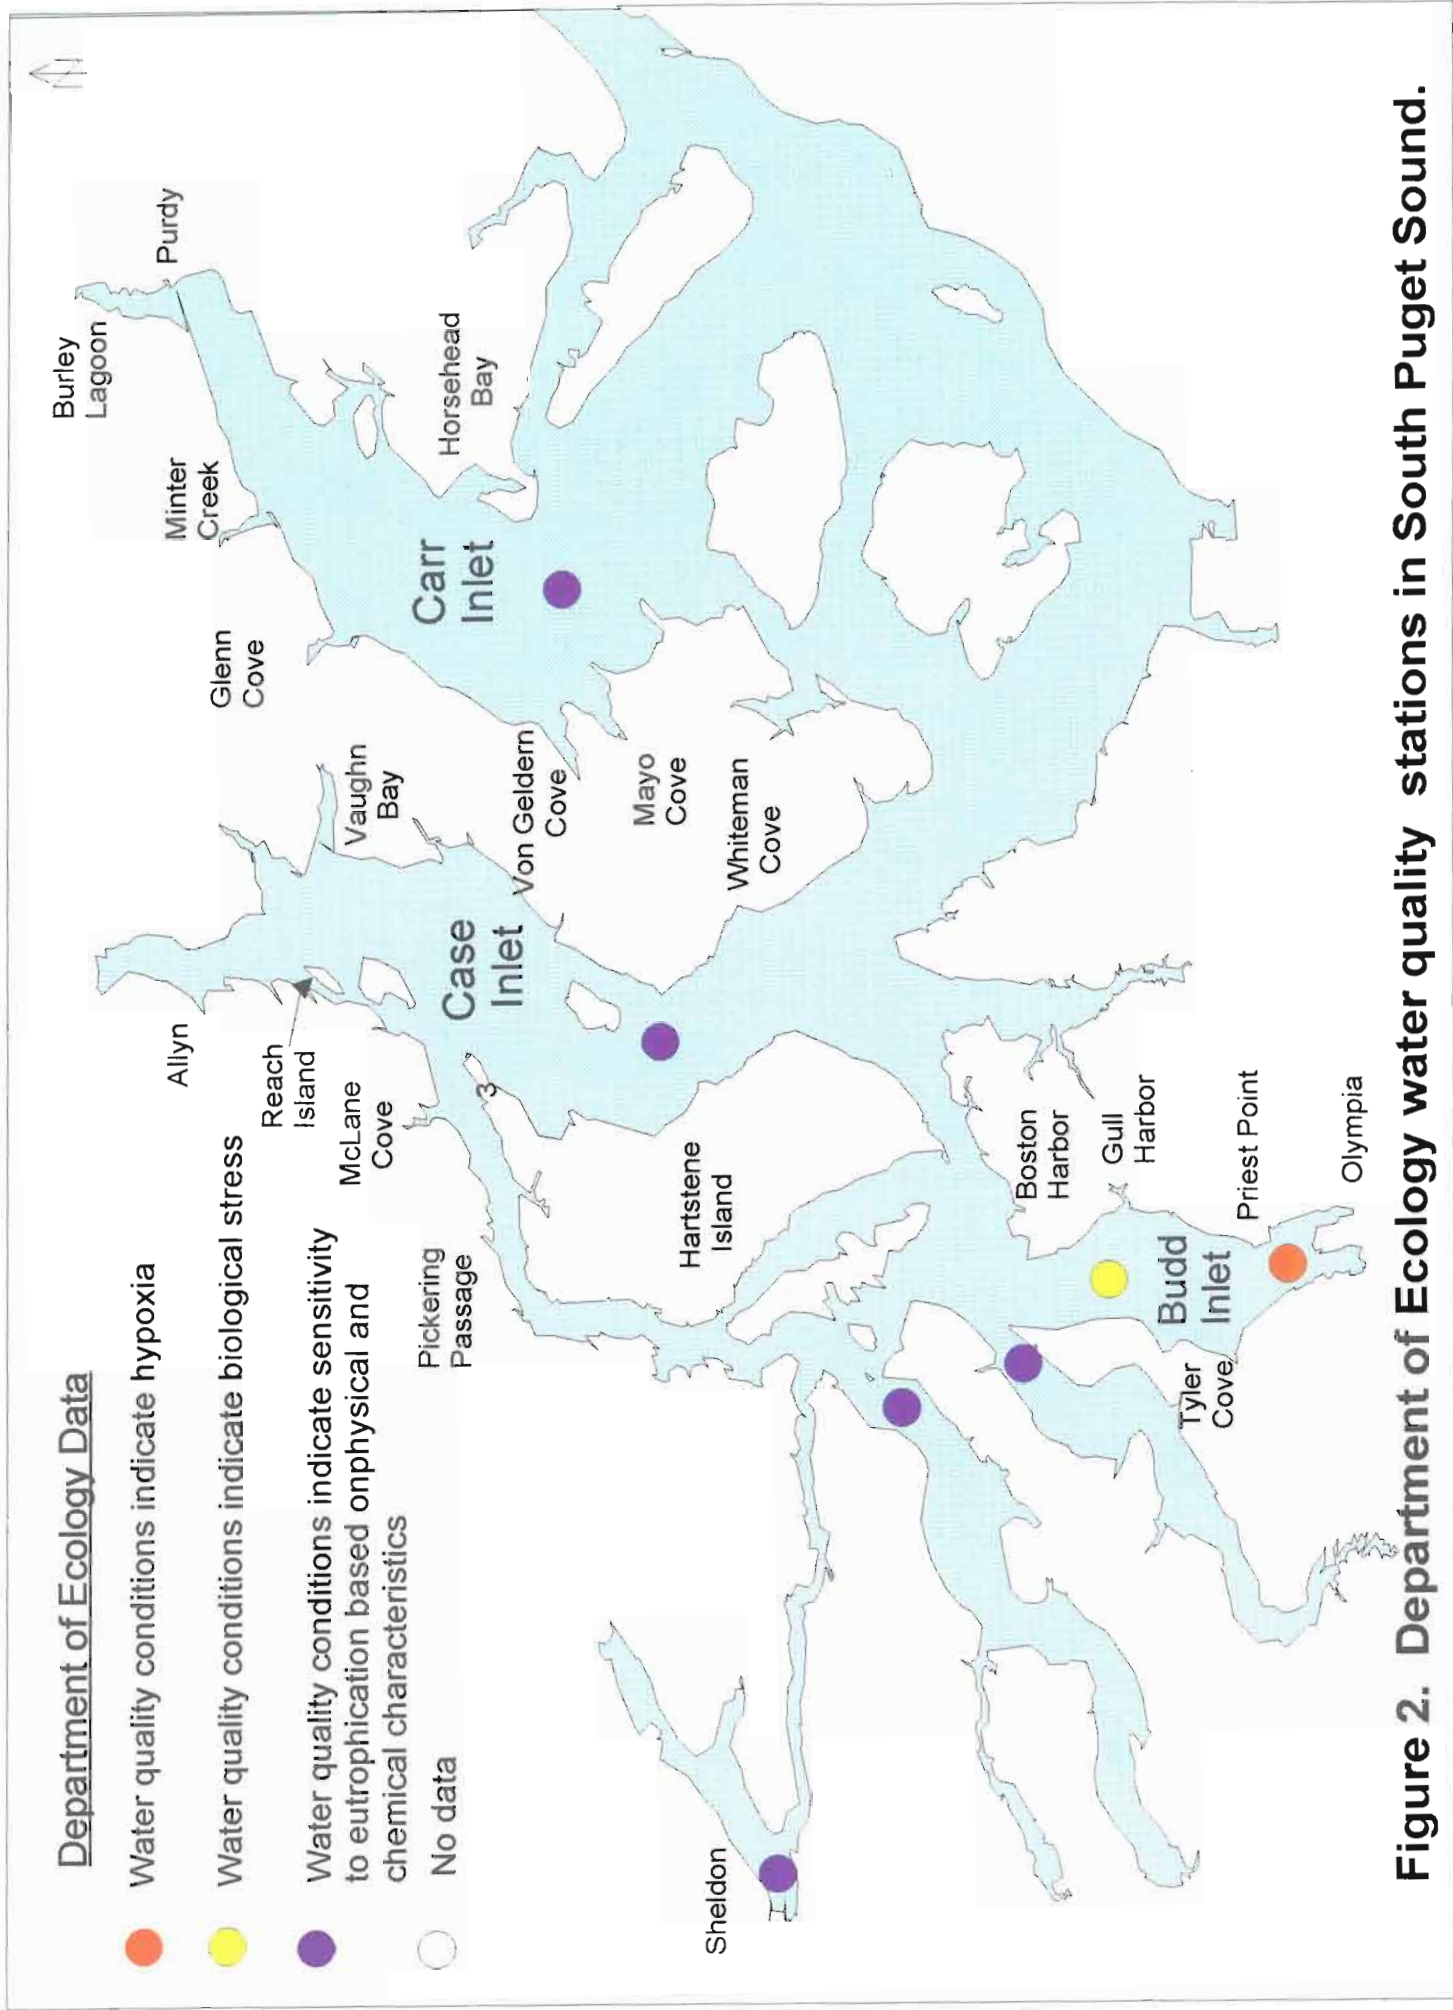 Department of Ecology Data
Water quality conditions indicate hypoxia
Water quality conditions indicate biological stress
Water quality conditions indicate sensitivity
to eutrophication based onphysical and
chemical characteristics
No data
N
Burley
Lagoon
Purdy
Minter
Creek
Glenn
Cove
Horsehead
Bay
Carr
Inlet
Vaughn
Bay
Von Geldern
Cove
Mayo
Cove
Whiteman
Cove
Allyn
Reach
Island
McLane
Cove
Case
Inlet
3
Pickering
Passage
Hartstene
Island
Boston
Harbor
Gull
Harbor
Priest Point
Olympia
Budd
Inlet
Tyler
Cove
Sheldon
Figure 2. Department of Ecology water quality stations in South Puget Sound.